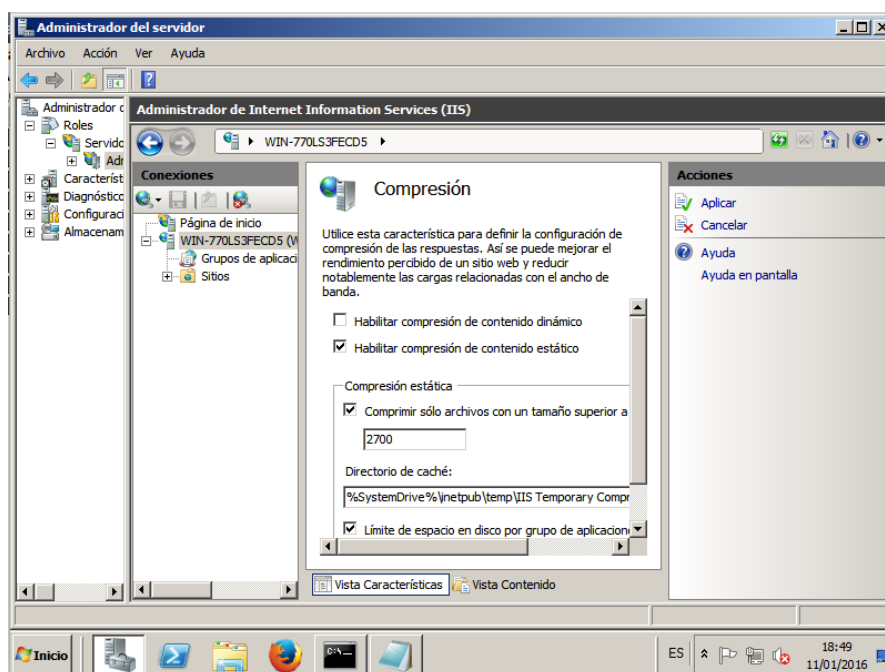 Administrador del servidor
Archivo Acción Ver Ayuda
Administrador d
Roles
Servido
Adr
Característ
Diagnóstico
Configuraci
Almacenam
Administrador de Internet Information Services (IIS)
WIN-770LS3FECD5
Conexiones
Página de inicio
WIN-770LS3FECD5 (W
Grupos de aplicaci
Sitios
Compresión
Utilice esta característica para definir la configuración de
compresión de las respuestas. Así se puede mejorar el
rendimiento percibido de un sitio web y reducir
notablemente las cargas relacionadas con el ancho de
banda.
Habilitar compresión de contenido dinámico
Habilitar compresión de contenido estático
Compresión estática
Comprimir sólo archivos con un tamaño superior a
2700
Directorio de caché:
%SystemDrive%\inetpub\temp\IIS Temporary Compr
Límite de espacio en disco por grupo de aplicacione
Vista Características Vista Contenido
Acciones
Aplicar
Cancelar
Ayuda
Ayuda en pantalla
Inicio
C:\
ES
18:49
11/01/2016